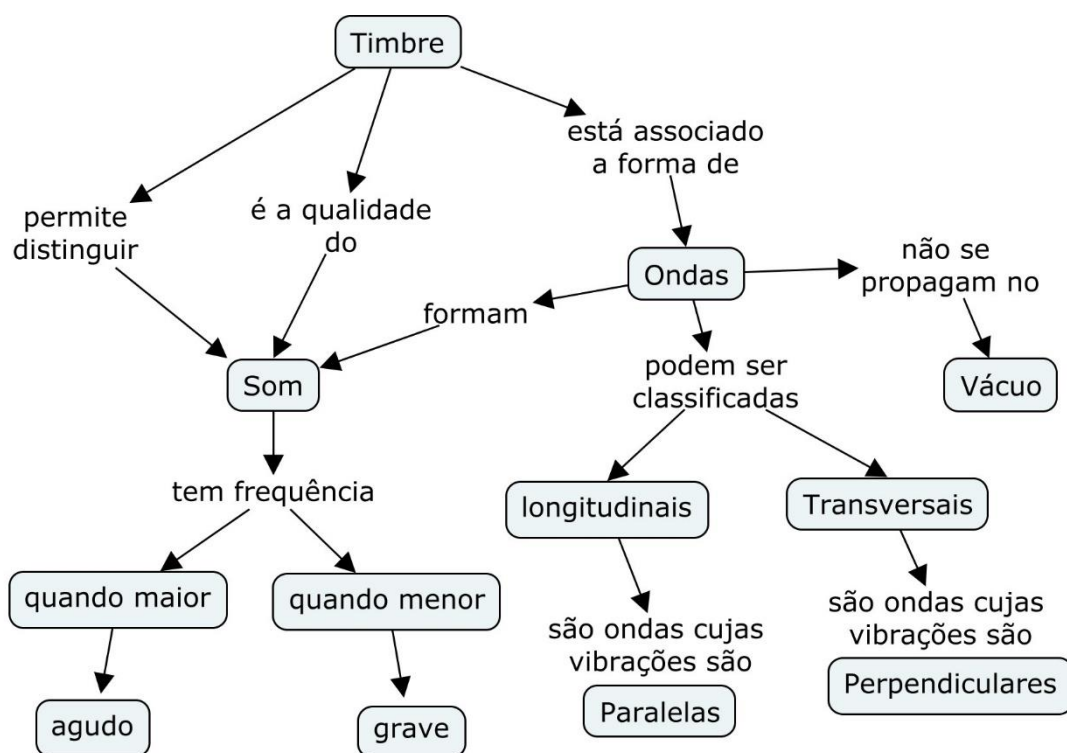 Timbre
está associado
a forma de
permite
distinguir
é a qualidade
do
Ondas
não se
propagam no
formam
Som
podem ser
classificadas
Vácuo
tem frequência
longitudinais
Transversais
quando maior
quando menor
são ondas cujas
vibrações são
são ondas cujas
vibrações são
agudo
grave
Paralelas
Perpendiculares